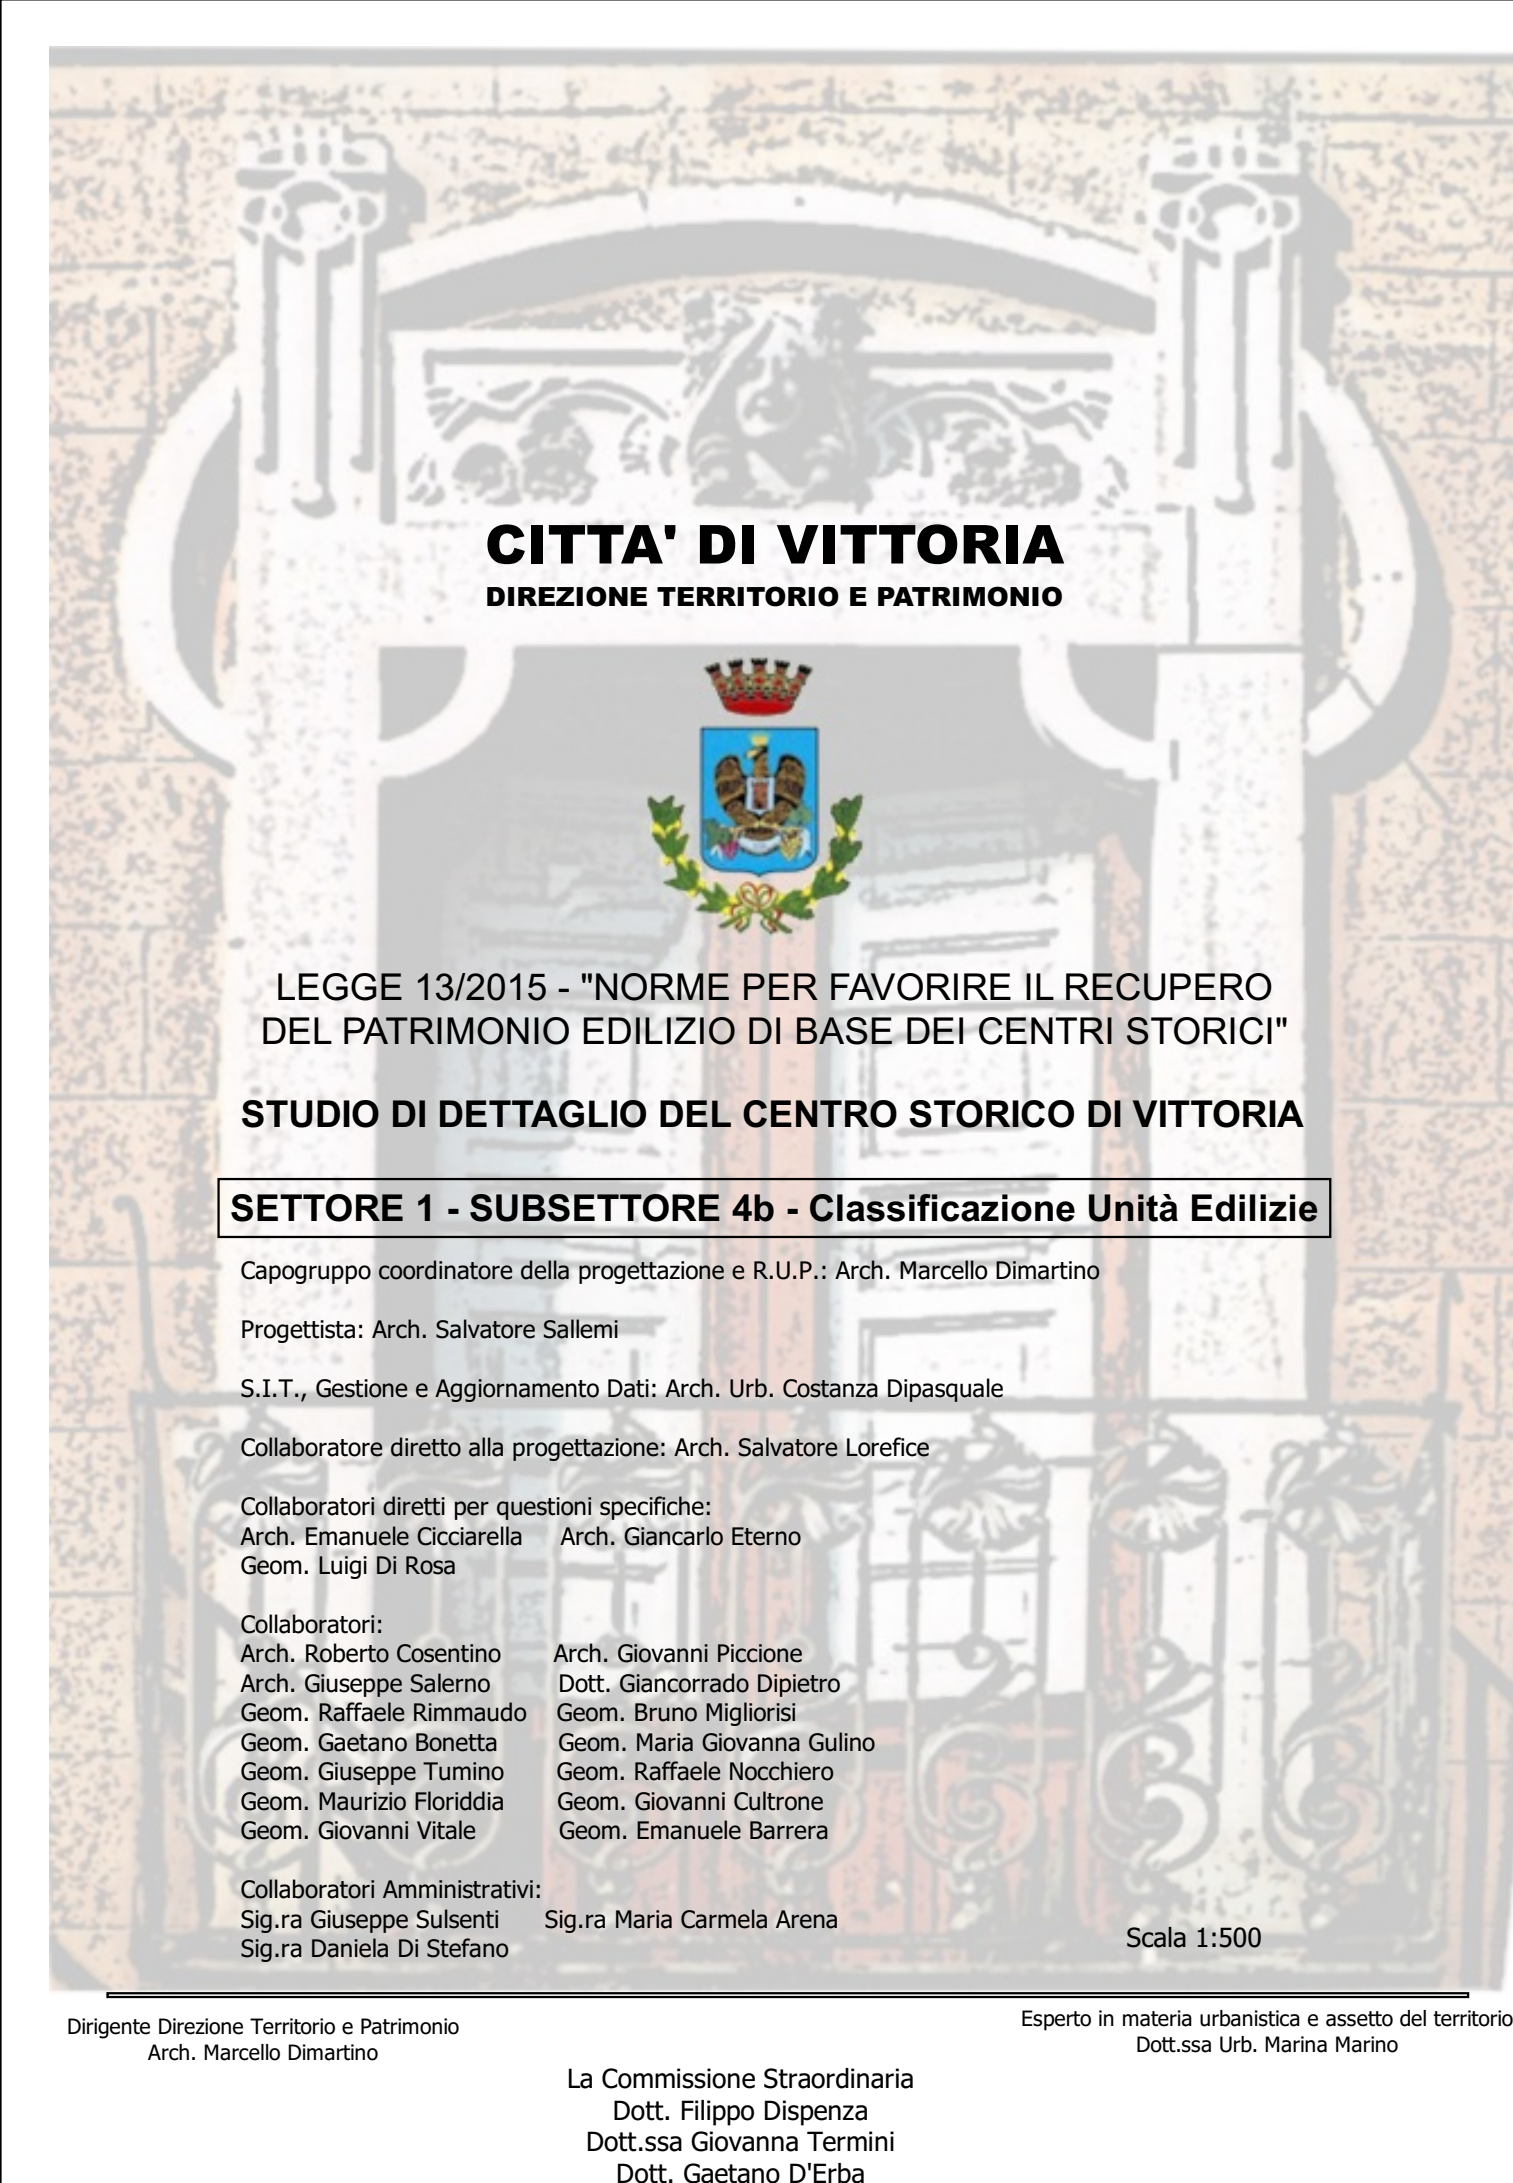 CITTA' DI VITTORIA
DIREZIONE TERRITORIO E PATRIMONIO
LEGGE 13/2015 - "NORME PER FAVORIRE IL RECUPERO
DEL PATRIMONIO EDILIZIO DI BASE DEI CENTRI STORICI"
STUDIO DI DETTAGLIO DEL CENTRO STORICO DI VITTORIA
SETTORE 1 - SUBSETTORE 4b - Classificazione Unità Edilizie
Capogruppo coordinatore della progettazione e R.U.P.: Arch. Marcello Dimartino
Progettista: Arch. Salvatore Sallemi
S.I.T., Gestione e Aggiornamento Dati: Arch. Urb. Costanza Dipasquale
Collaboratore diretto alla progettazione: Arch. Salvatore Lorefice
Collaboratori diretti per questioni specifiche:
Arch. Emanuele Cicciarella Arch. Giancarlo Eterno
Geom. Luigi Di Rosa
Collaboratori:
Arch. Roberto Cosentino Arch. Giovanni Piccione
Arch. Giuseppe Salerno Dott. Giancorrado Dipietro
Geom. Raffaele Rimmaudo Geom. Bruno Migliorisi
Geom. Gaetano Bonetta Geom. Maria Giovanna Gulino
Geom. Giuseppe Tumino Geom. Raffaele Nocchiero
Geom. Maurizio Floriddia Geom. Giovanni Cultrone
Geom. Giovanni Vitale Geom. Emanuele Barrera
Collaboratori Amministrativi:
Sig.ra Giuseppe Sulsenti Sig.ra Maria Carmela Arena
Sig.ra Daniela Di Stefano
Scala 1:500
Dirigente Direzione Territorio e Patrimonio
Arch. Marcello Dimartino
Esperto in materia urbanistica e assetto del territorio
Dott.ssa Urb. Marina Marino
La Commissione Straordinaria
Dott. Filippo Dispenza
Dott.ssa Giovanna Termini
Dott. Gaetano D'Erba